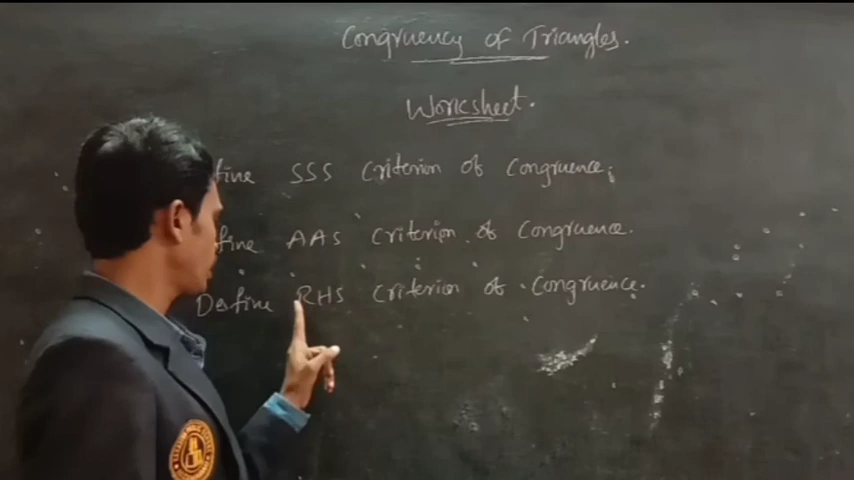 Congruency of Triangles.
Worksheet.
fine SSS Criterion of Congruence;
fine AAS Criterion of Congruence.
Define RHS Criterion of Congruence.